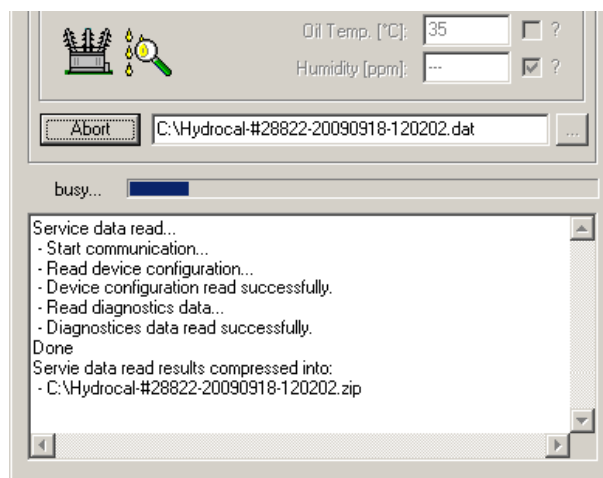 Oil Temp. [°C]: 35 ?
Humidity [ppm]: --- ?
Abort C:\Hydrocal-#28822-20090918-120202.dat ...
busy...
Service data read...
- Start communication...
- Read device configuration...
- Device configuration read successfully.
- Read diagnostics data...
- Diagnostices data read successfully.
Done
Servie data read results compressed into:
- C:\Hydrocal-#28822-20090918-120202.zip